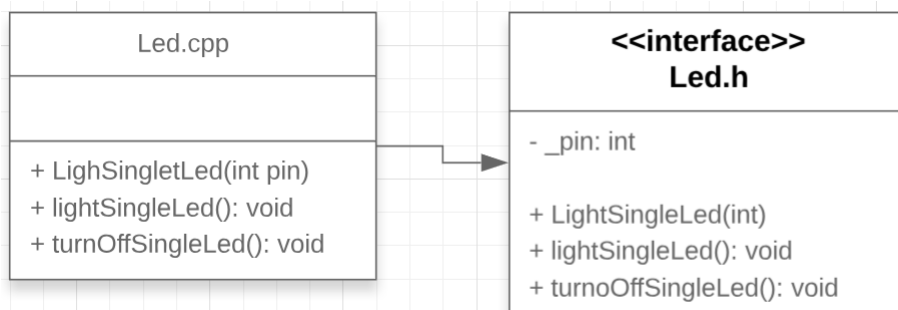 Led.cpp
+ LighSingletLed(int pin)
+ lightSingleLed(): void
+ turnOffSingleLed(): void
<<interface>>
Led.h
- _pin: int
+ LightSingleLed(int)
+ lightSingleLed(): void
+ turnoOffSingleLed(): void